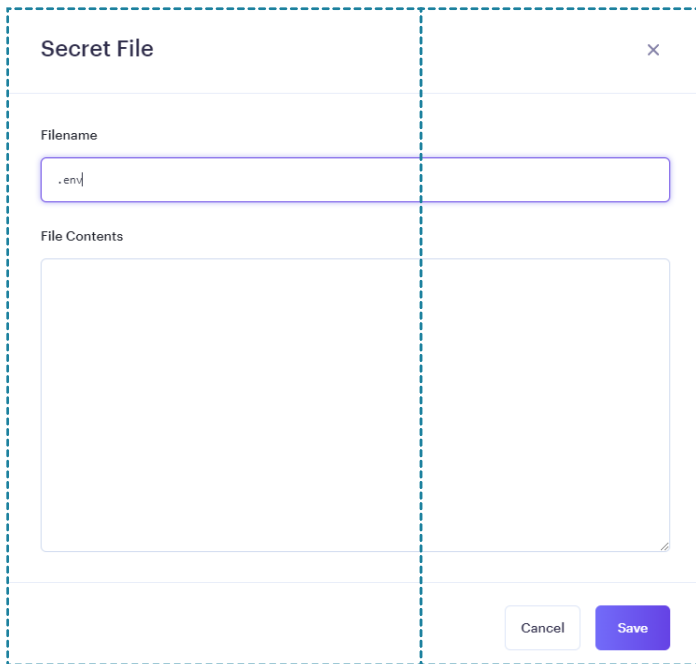 Secret File
Filename
.env
File Contents
Cancel
Save